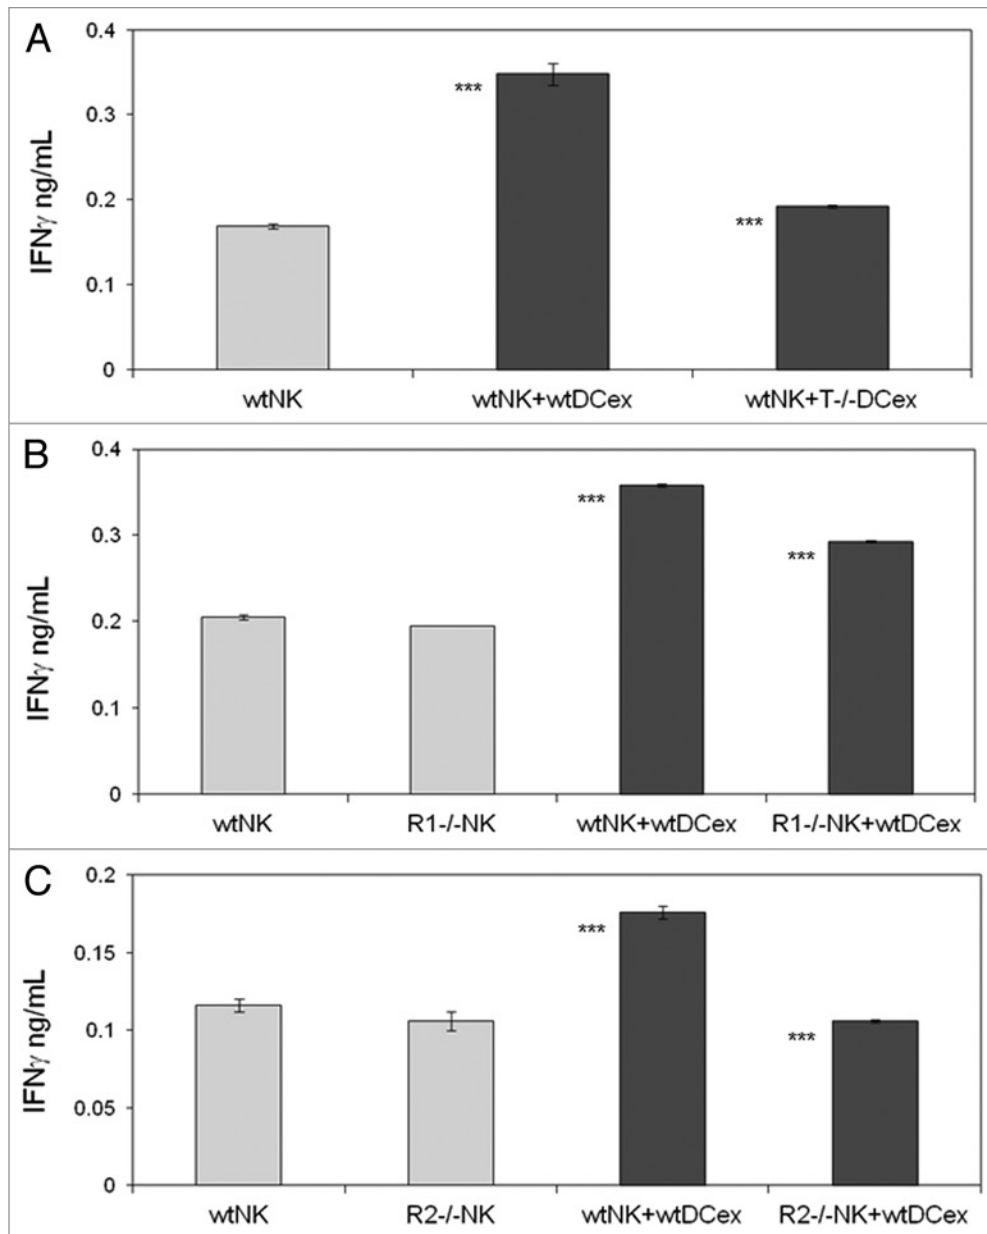 A
0.4
0.3
0.2
0.1
0
IFNγ ng/mL
***
***
wtNK
wtNK+wtDCex
wtNK+T-/-DCex
B
0.4
0.3
0.2
0.1
0
IFNγ ng/mL
***
***
wtNK
R1-/-NK
wtNK+wtDCex
R1-/-NK+wtDCex
C
0.2
0.15
0.1
0.05
0
IFNγ ng/mL
***
***
wtNK
R2-/-NK
wtNK+wtDCex
R2-/-NK+wtDCex